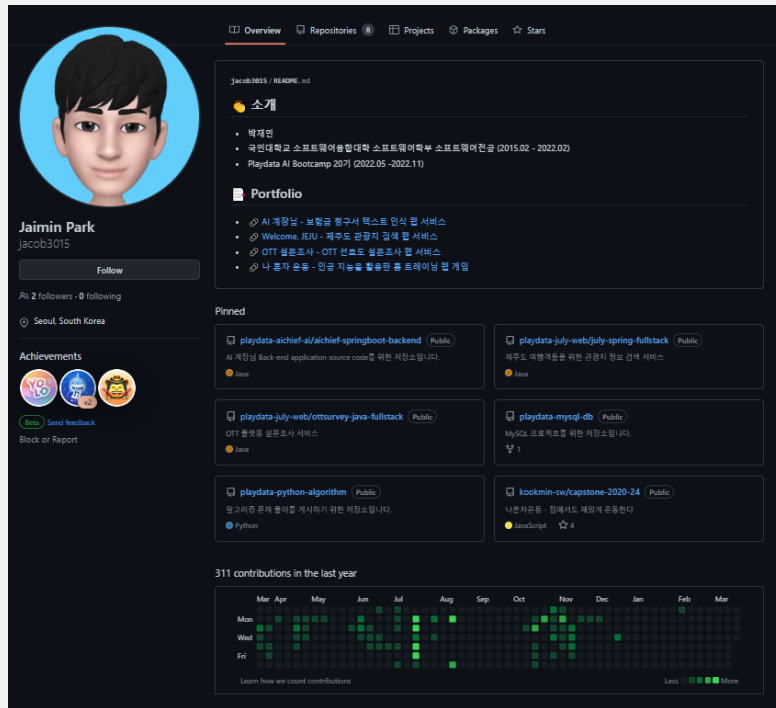 Overview
Repositories 8
Projects
Packages
Stars
jacob3015 / README.md
소개
박재민
국민대학교 소프트웨어융합대학 소프트웨어학부 소프트웨어전공 (2015.02 - 2022.02)
Playdata AI Bootcamp 20기 (2022.05 -2022.11)
Portfolio
AI 계장님 - 보험금 청구서 텍스트 인식 웹 서비스
Welcome, JEJU - 제주도 관광지 검색 웹 서비스
OTT 설문조사 - OTT 선호도 설문조사 웹 서비스
나 혼자 운동 - 인공 지능을 활용한 홈 트레이닝 웹 게임
Jaimin Park
jacob3015
Follow
2 followers · 0 following
Seoul, South Korea
Achievements
YOLO
x2
Beta Send feedback
Block or Report
Pinned
playdata-aichief-ai/aichief-springboot-backend Public
AI 계장님 Back-end application source code를 위한 저장소입니다.
Java
playdata-july-web/july-spring-fullstack Public
제주도 여행객들을 위한 관광지 정보 검색 서비스
Java
playdata-july-web/ottsurvey-java-fullstack Public
OTT 플랫폼 설문조사 서비스
Java
playdata-mysql-db Public
MySQL 프로젝트를 위한 저장소입니다.
1
playdata-python-algorithm Public
알고리즘 문제 풀이를 게시하기 위한 저장소입니다.
Python
kookmin-sw/capstone-2020-24 Public
나혼자운동 - 집에서도 재밌게 운동한다
JavaScript 4
311 contributions in the last year
Mar Apr May Jun Jul Aug Sep Oct Nov Dec Jan Feb Mar
Mon
Wed
Fri
Learn how we count contributions
Less More